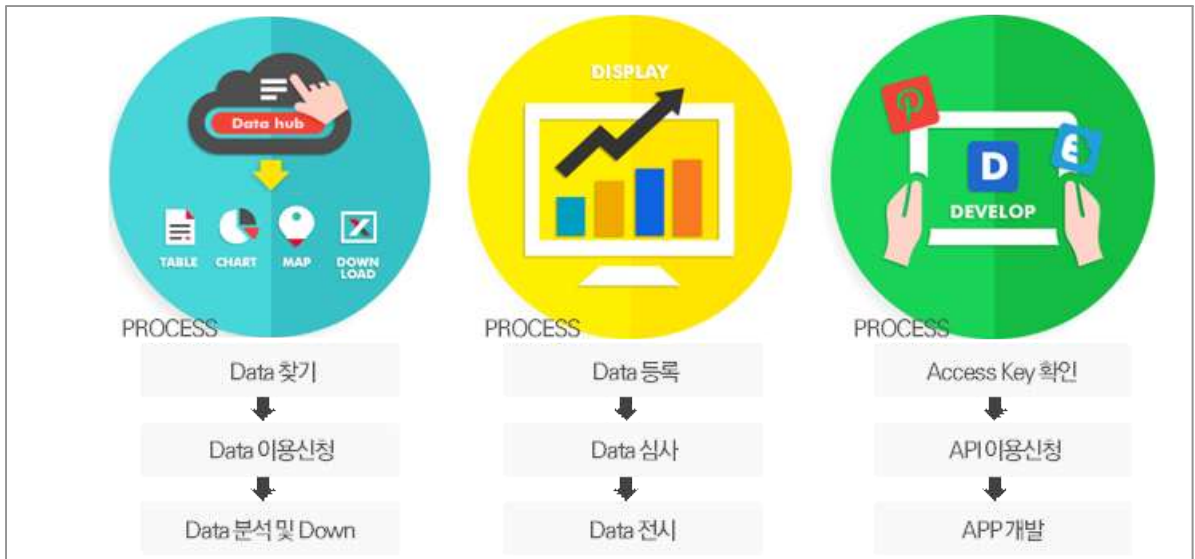 Data hub
TABLE
CHART
MAP
DOWN
LOAD
PROCESS
Data 찾기
Data 이용신청
Data 분석 및 Down
DISPLAY
PROCESS
Data 등록
Data 심사
Data 전시
D
DEVELOP
PROCESS
Access Key 확인
API 이용신청
APP 개발